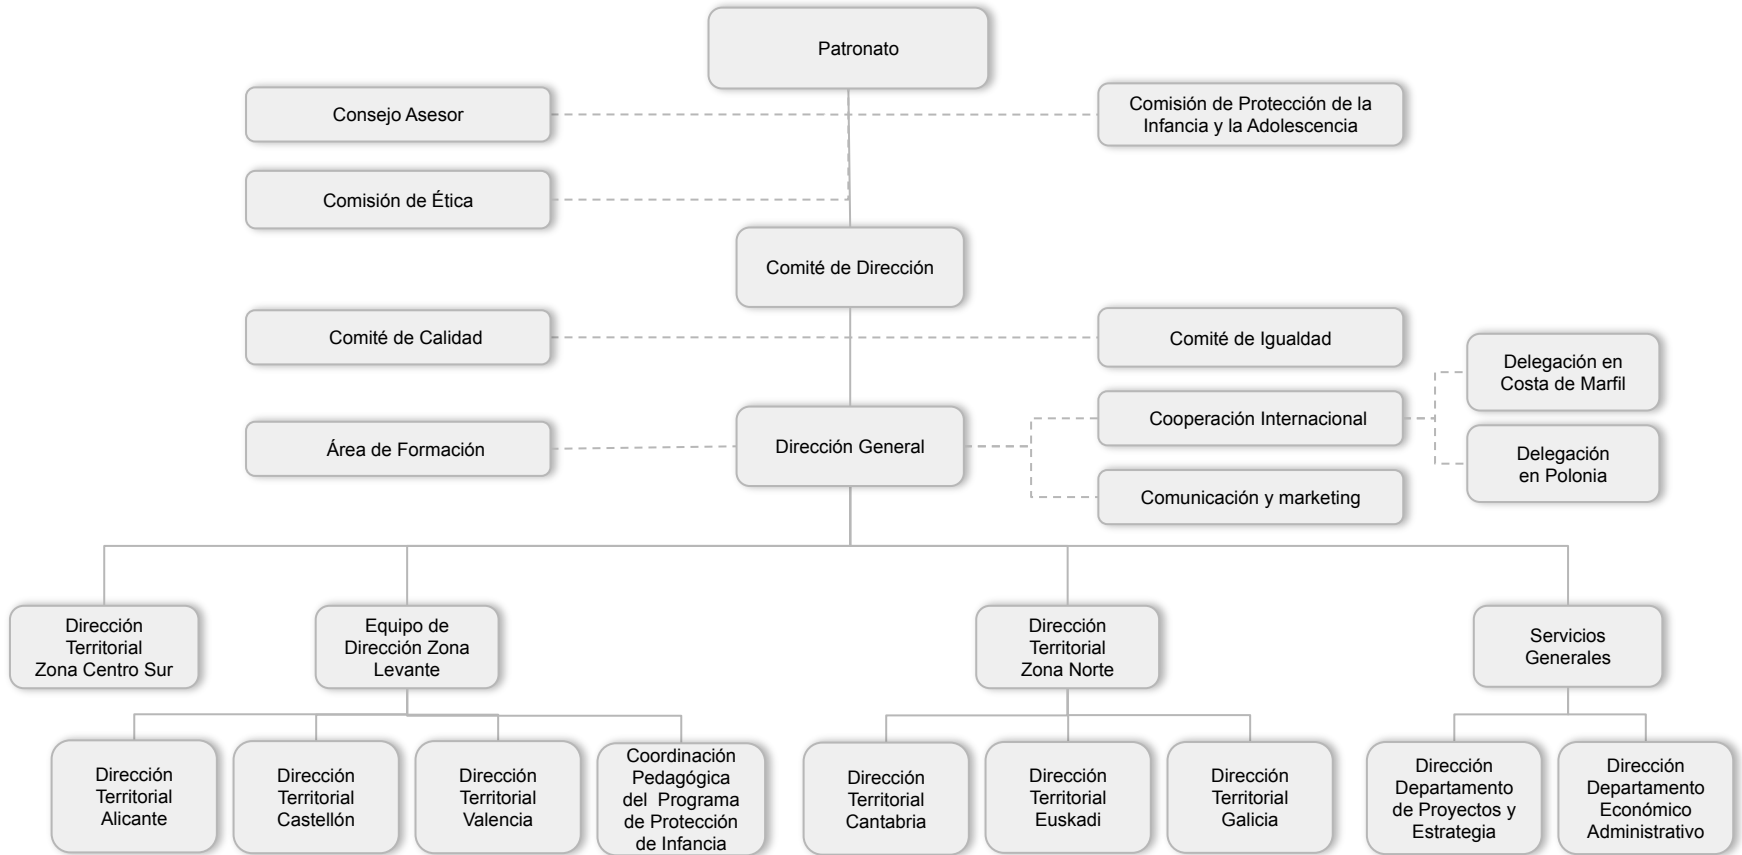 Patronato
Consejo Asesor
Comisión de Protección de la
Infancia y la Adolescencia
Comisión de Ética
Comité de Dirección
Comité de Calidad
Comité de Igualdad
Delegación en
Costa de Marfil
Cooperación Internacional
Área de Formación
Dirección General
Delegación
en Polonia
Comunicación y marketing
Dirección
Territorial
Zona Centro Sur
Equipo de
Dirección Zona
Levante
Dirección
Territorial
Zona Norte
Servicios
Generales
Dirección
Territorial
Alicante
Dirección
Territorial
Castellón
Dirección
Territorial
Valencia
Coordinación
Pedagógica
del Programa
de Protección
de Infancia
Dirección
Territorial
Cantabria
Dirección
Territorial
Euskadi
Dirección
Territorial
Galicia
Dirección
Departamento
de Proyectos y
Estrategia
Dirección
Departamento
Económico
Administrativo